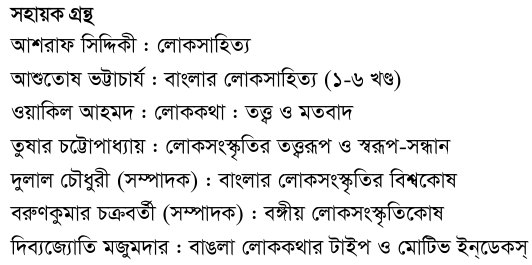 সহায়ক গ্রন্থ
আশরাফ সিদ্দিকী : লোকসাহিত্য
আশুতোষ ভট্টাচার্য : বাংলার লোকসাহিত্য (১-৬ খণ্ড)
ওয়াকিল আহমদ : লোককথা : তত্ত্ব ও মতবাদ
তুষার চট্টোপাধ্যায় : লোকসংস্কৃতির তত্ত্বরূপ ও স্বরূপ-সন্ধান
দুলাল চৌধুরী (সম্পাদক) : বাংলার লোকসংস্কৃতির বিশ্বকোষ
বরুণকুমার চক্রবর্তী (সম্পাদক) : বঙ্গীয় লোকসংস্কৃতিকোষ
দিব্যজ্যোতি মজুমদার : বাঙলা লোককথার টাইপ ও মোটিভ ইন্‌ডেকস্